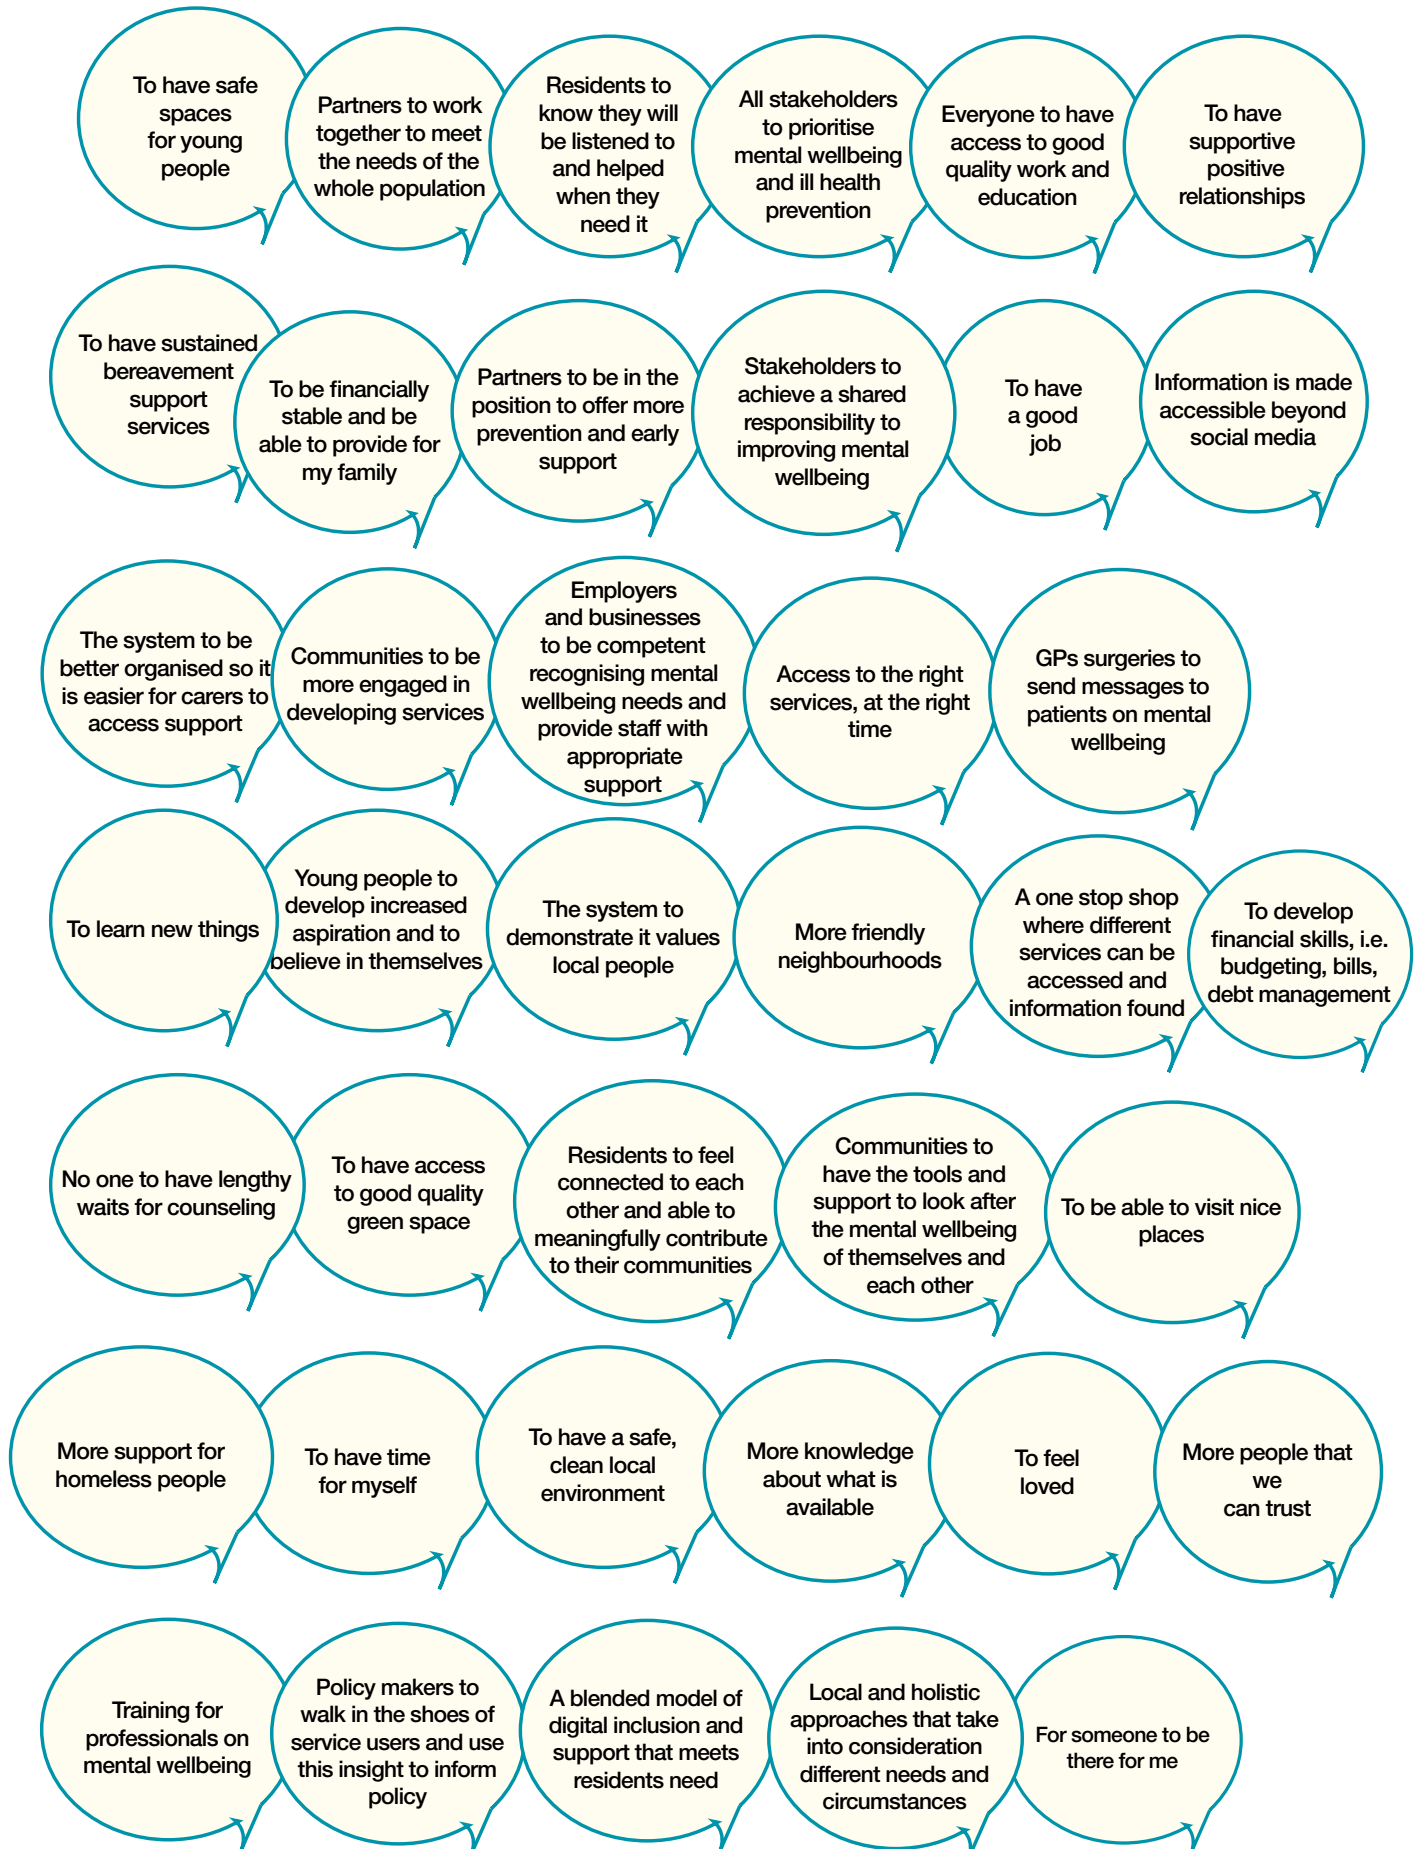 To have safe
spaces
for young
people
Partners to work
together to meet
the needs of the
whole population
Residents to
know they will
be listened to
and helped
when they
need it
All stakeholders
to prioritise
mental wellbeing
and ill health
prevention
Everyone to have
access to good
quality work and
education
To have
supportive
positive
relationships
To have sustained
bereavement
support
services
To be financially
stable and be
able to provide for
my family
Partners to be in the
position to offer more
prevention and early
support
Stakeholders to
achieve a shared
responsibility to
improving mental
wellbeing
To have
a good
job
Information is made
accessible beyond
social media
The system to be
better organised so it
is easier for carers to
access support
Communities to be
more engaged in
developing services
Employers
and businesses
to be competent
recognising mental
wellbeing needs and
provide staff with
appropriate
support
Access to the right
services, at the right
time
GPs surgeries to
send messages to
patients on mental
wellbeing
To learn new things
Young people to
develop increased
aspiration and to
believe in themselves
The system to
demonstrate it values
local people
More friendly
neighbourhoods
A one stop shop
where different
services can be
accessed and
information found
To develop
financial skills, i.e.
budgeting, bills,
debt management
No one to have lengthy
waits for counseling
To have access
to good quality
green space
Residents to feel
connected to each
other and able to
meaningfully contribute
to their communities
Communities to
have the tools and
support to look after
the mental wellbeing
of themselves and
each other
To be able to visit nice
places
More support for
homeless people
To have time
for myself
To have a safe,
clean local
environment
More knowledge
about what is
available
To feel
loved
More people that
we
can trust
Training for
professionals on
mental wellbeing
Policy makers to
walk in the shoes of
service users and use
this insight to inform
policy
A blended model of
digital inclusion and
support that meets
residents need
Local and holistic
approaches that take
into consideration
different needs and
circumstances
For someone to be
there for me